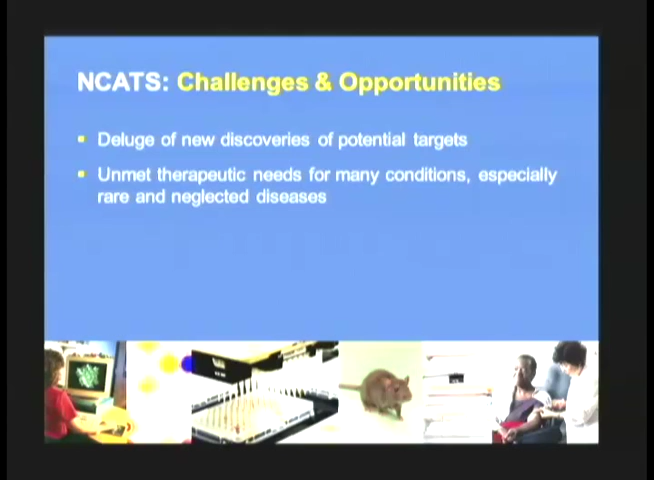 NCATS: Challenges & Opportunities
Deluge of new discoveries of potential targets
Unmet therapeutic needs for many conditions, especially
rare and neglected diseases